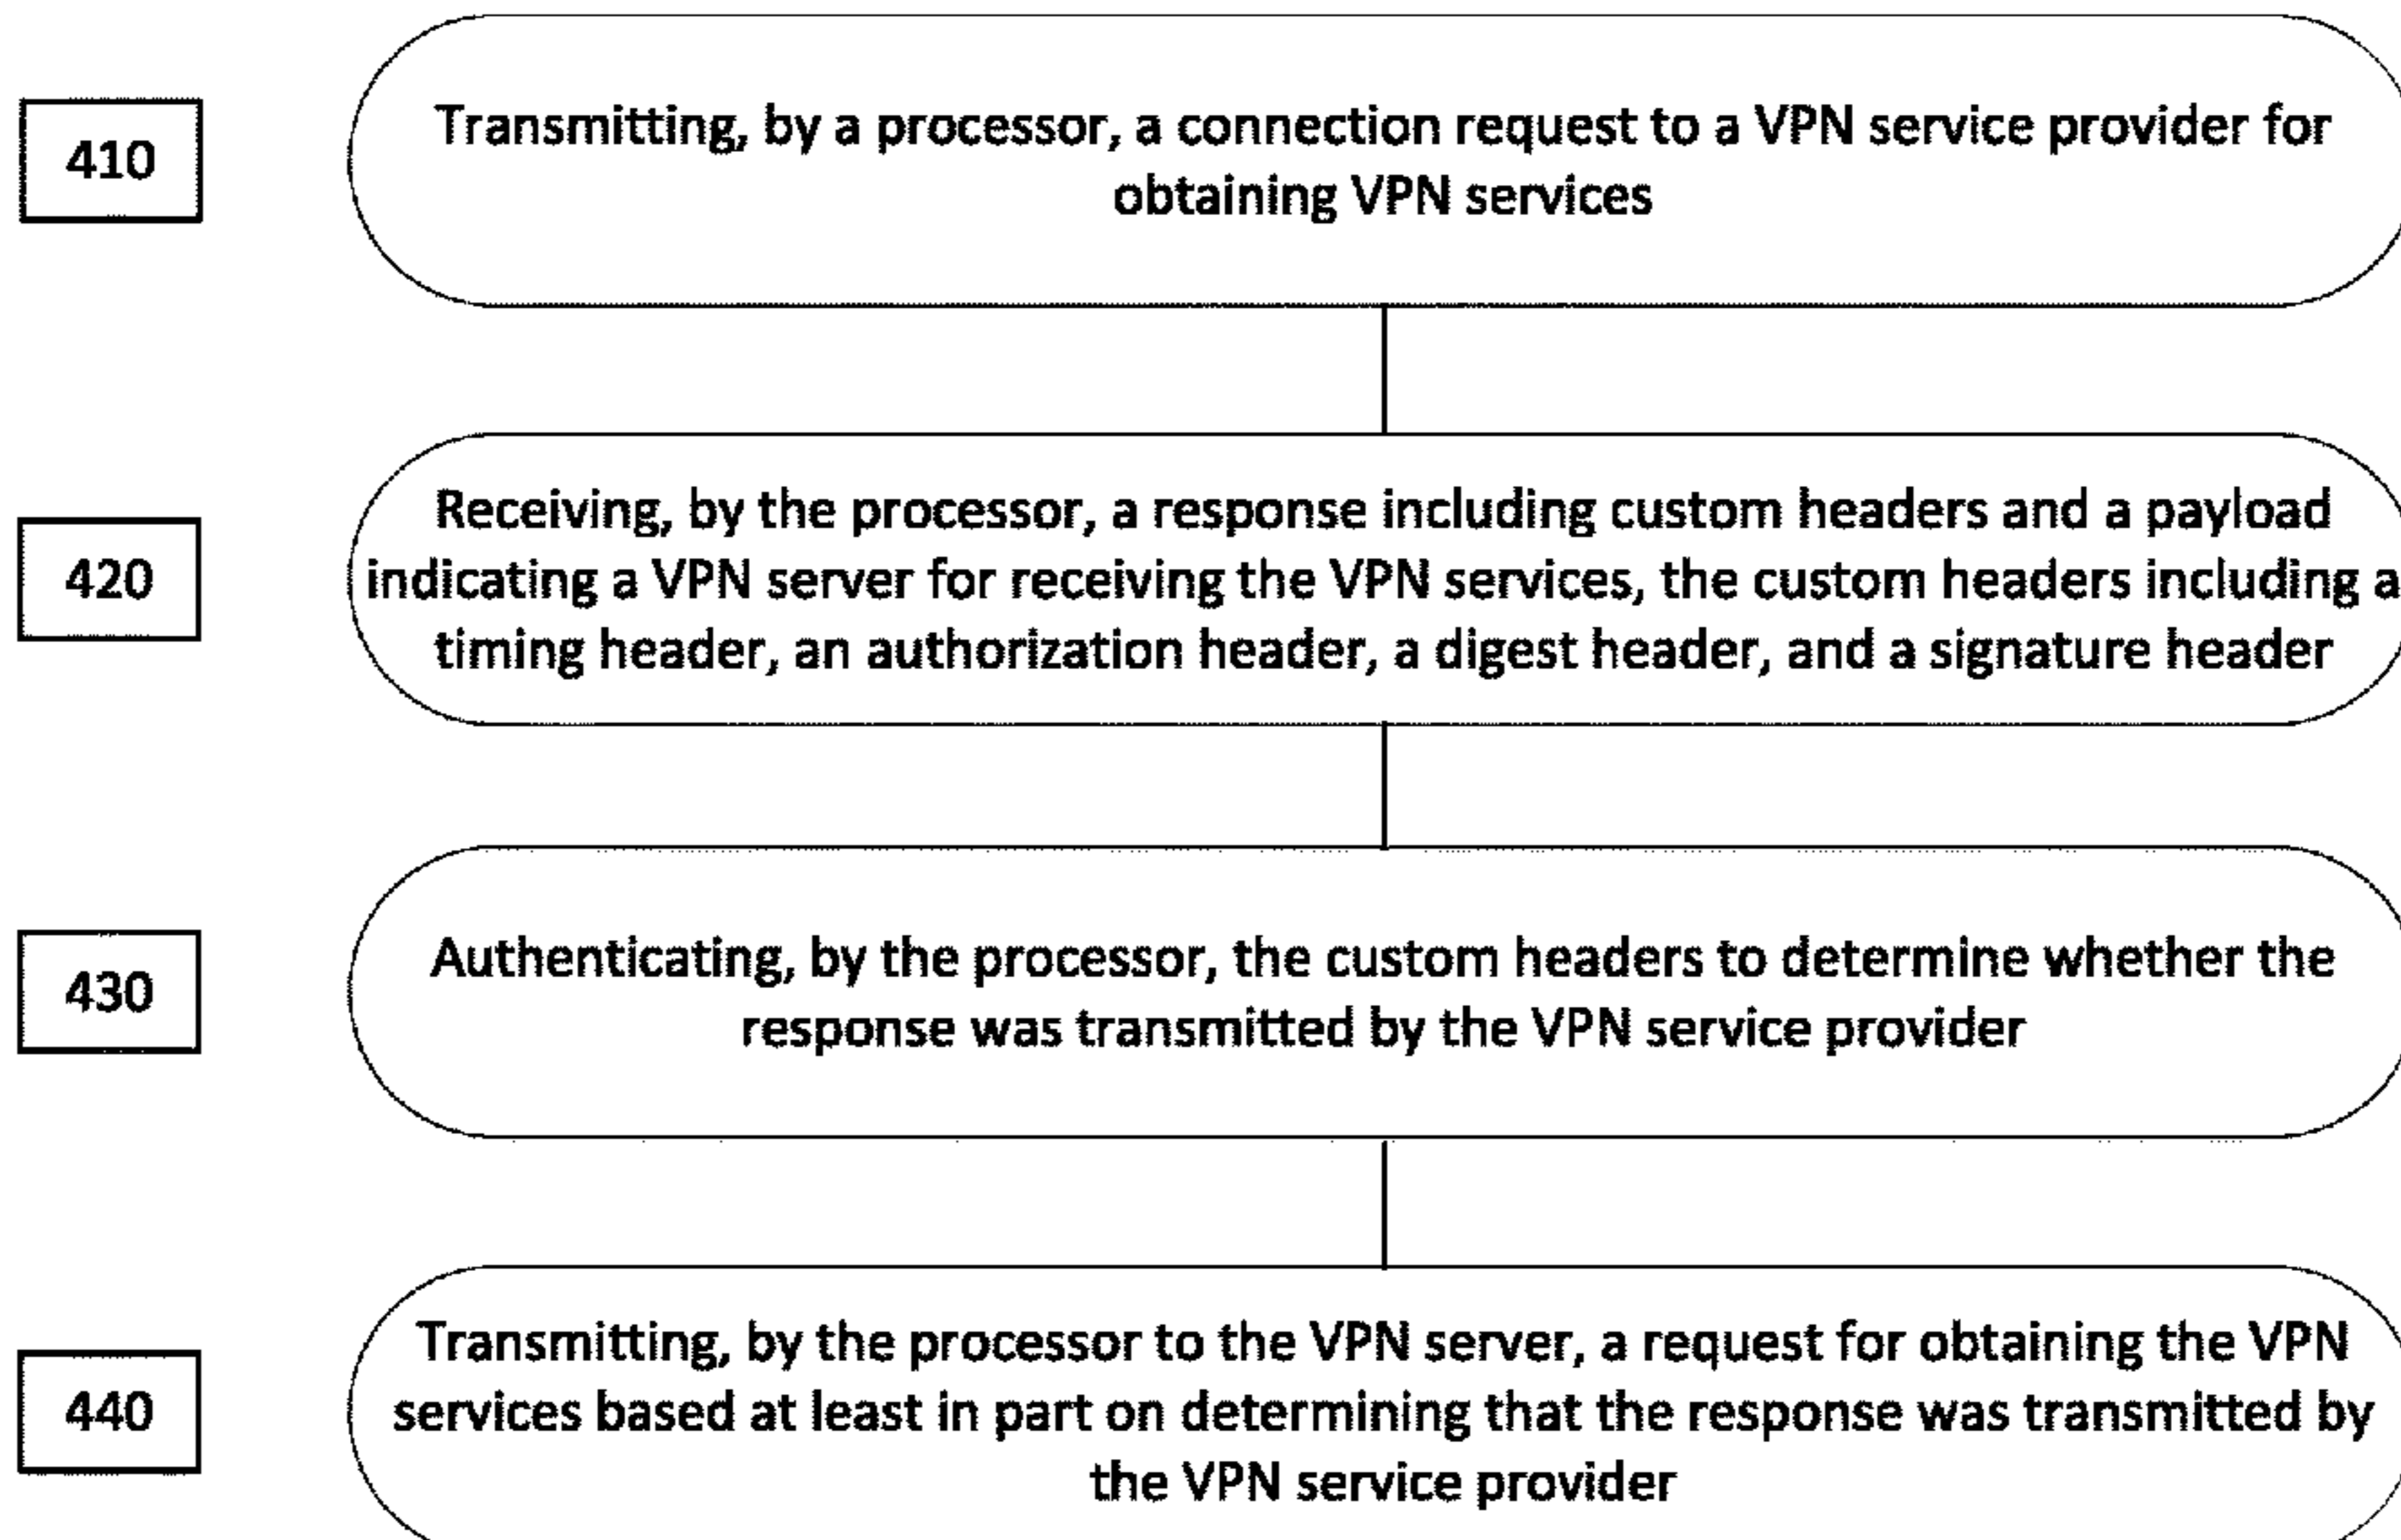 410
Transmitting, by a processor, a connection request to a VPN service provider for
obtaining VPN services
420
Receiving, by the processor, a response including custom headers and a payload
indicating a VPN server for receiving the VPN services, the custom headers including a
timing header, an authorization header, a digest header, and a signature header
430
Authenticating, by the processor, the custom headers to determine whether the
response was transmitted by the VPN service provider
440
Transmitting, by the processor to the VPN server, a request for obtaining the VPN
services based at least in part on determining that the response was transmitted by
the VPN service provider